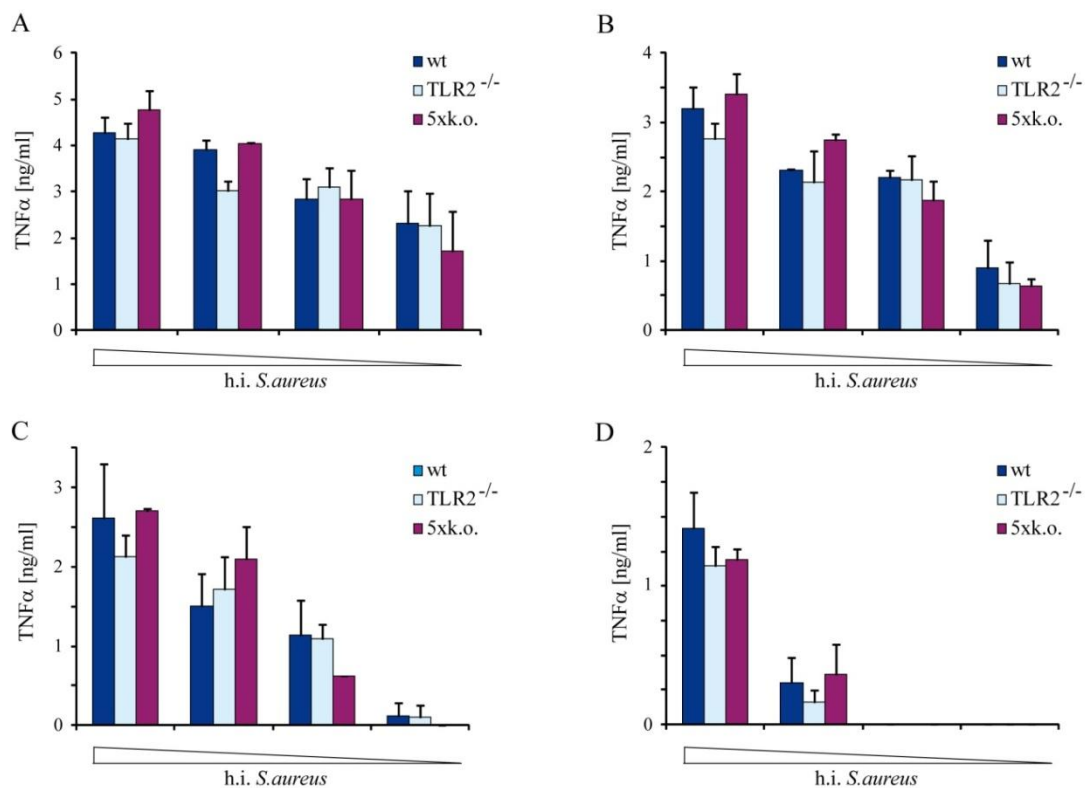 A
TNFα [ng/ml]
6
5
4
3
2
1
0
wt
TLR2 -/-
5xk.o.
h.i. S.aureus
B
TNFα [ng/ml]
4
3
2
1
0
wt
TLR2 -/-
5xk.o.
h.i. S.aureus
C
TNFα [ng/ml]
3
2
1
0
wt
TLR2 -/-
5xk.o.
h.i. S.aureus
D
TNFα [ng/ml]
2
1
0
wt
TLR2 -/-
5xk.o.
h.i. S.aureus